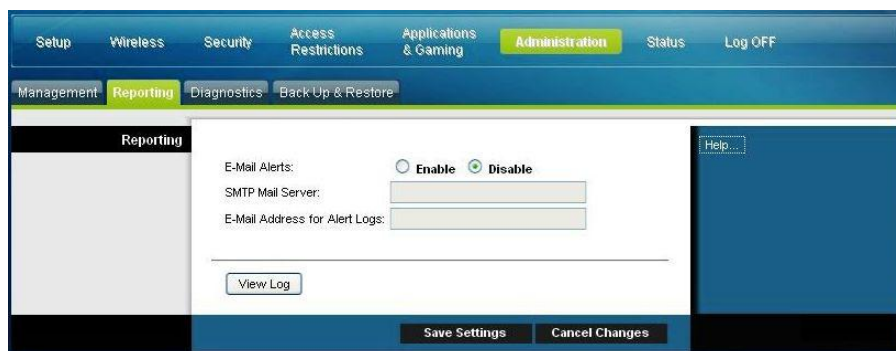 Setup Wireless Security Access Restrictions Applications & Gaming Administration Status Log OFF
Management Reporting Diagnostics Back Up & Restore
Reporting
Help...
E-Mail Alerts: Enable Disable
SMTP Mail Server:
E-Mail Address for Alert Logs:
View Log
Save Settings Cancel Changes